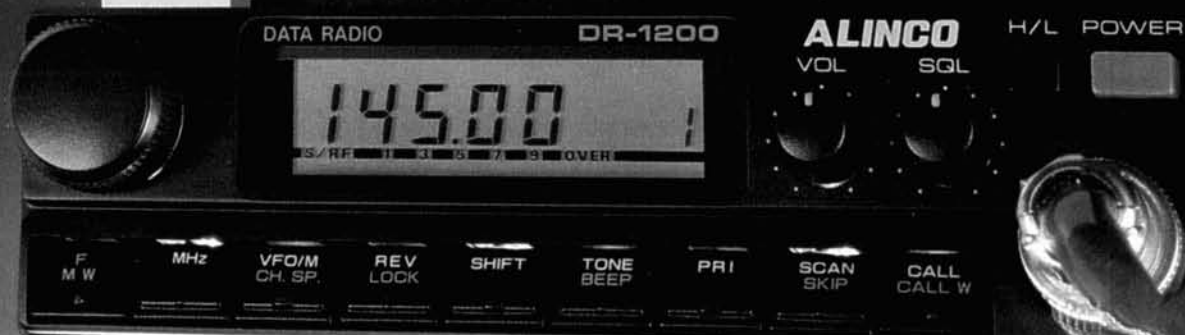 DATA RADIO DR-1200 ALINCO H/L POWER
VOL SQL
145.00 1
S/RF 1 3 5 7 9 OVER
F MHz VFO/M REV SHIFT TONE PRI SCAN CALL
M W CH. SP. LOCK BEEP SKIP CALL W